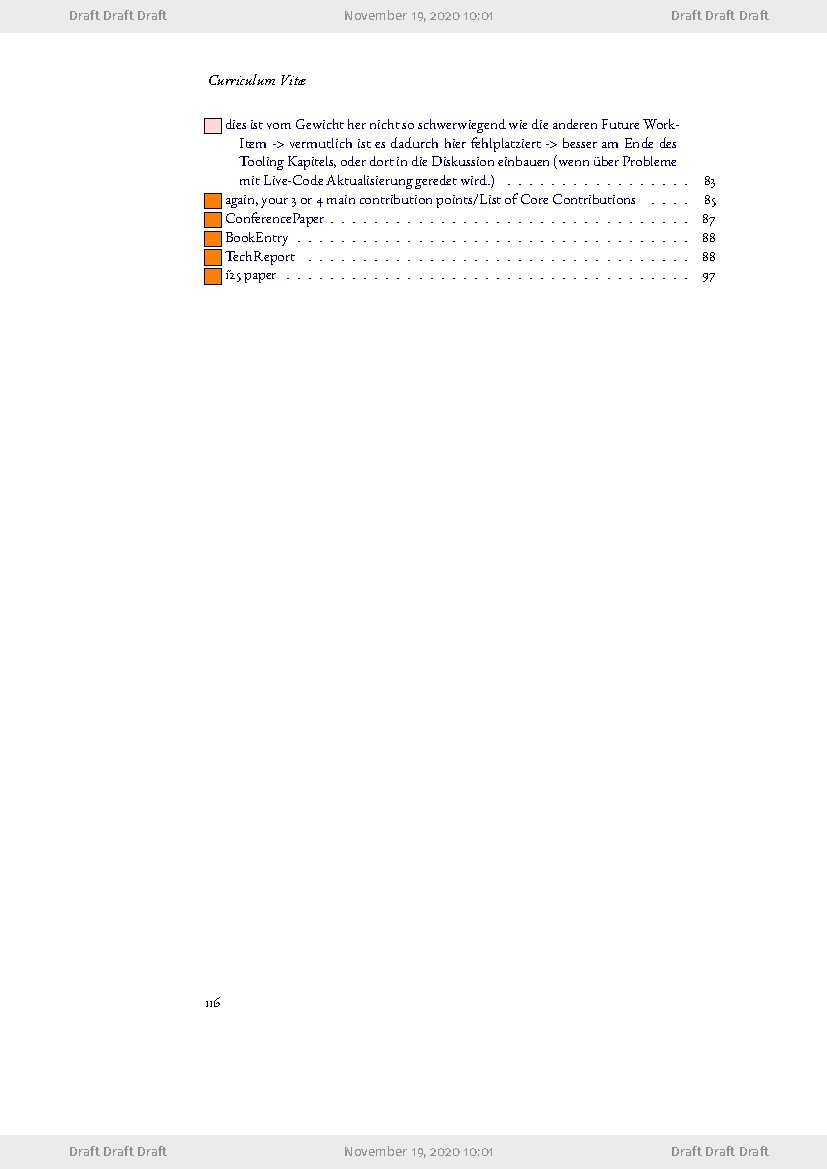 Draft Draft Draft November 19, 2020 10:01 Draft Draft Draft
Curriculum Vitæ
dies ist vom Gewicht her nicht so schwerwiegend wie die anderen Future Work-
Item -> vermutlich ist es dadurch hier fehlplatziert -> besser am Ende des
Tooling Kapitels, oder dort in die Diskussion einbauen (wenn über Probleme
mit Live-Code Aktualisierung geredet wird.) . . . . . . . . . . . . . . . . . 83
again, your 3 or 4 main contribution points/List of Core Contributions . . . . 85
ConferencePaper . . . . . . . . . . . . . . . . . . . . . . . . . . . . . . . . . 87
BookEntry . . . . . . . . . . . . . . . . . . . . . . . . . . . . . . . . . . . . 88
TechReport . . . . . . . . . . . . . . . . . . . . . . . . . . . . . . . . . . . 88
f25 paper . . . . . . . . . . . . . . . . . . . . . . . . . . . . . . . . . . . . . 97
116
Draft Draft Draft November 19, 2020 10:01 Draft Draft Draft